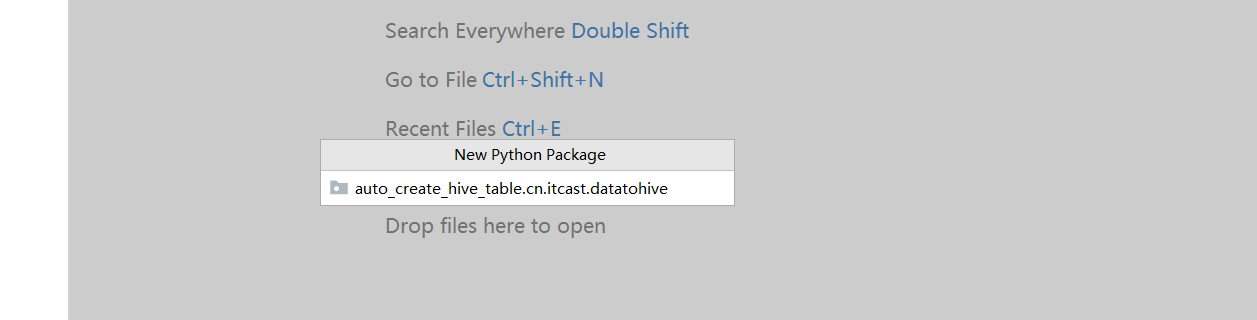 Search Everywhere Double Shift
Go to File Ctrl+Shift+N
Recent Files Ctrl+E
New Python Package
auto_create_hive_table.cn.itcast.datatohive
Drop files here to open